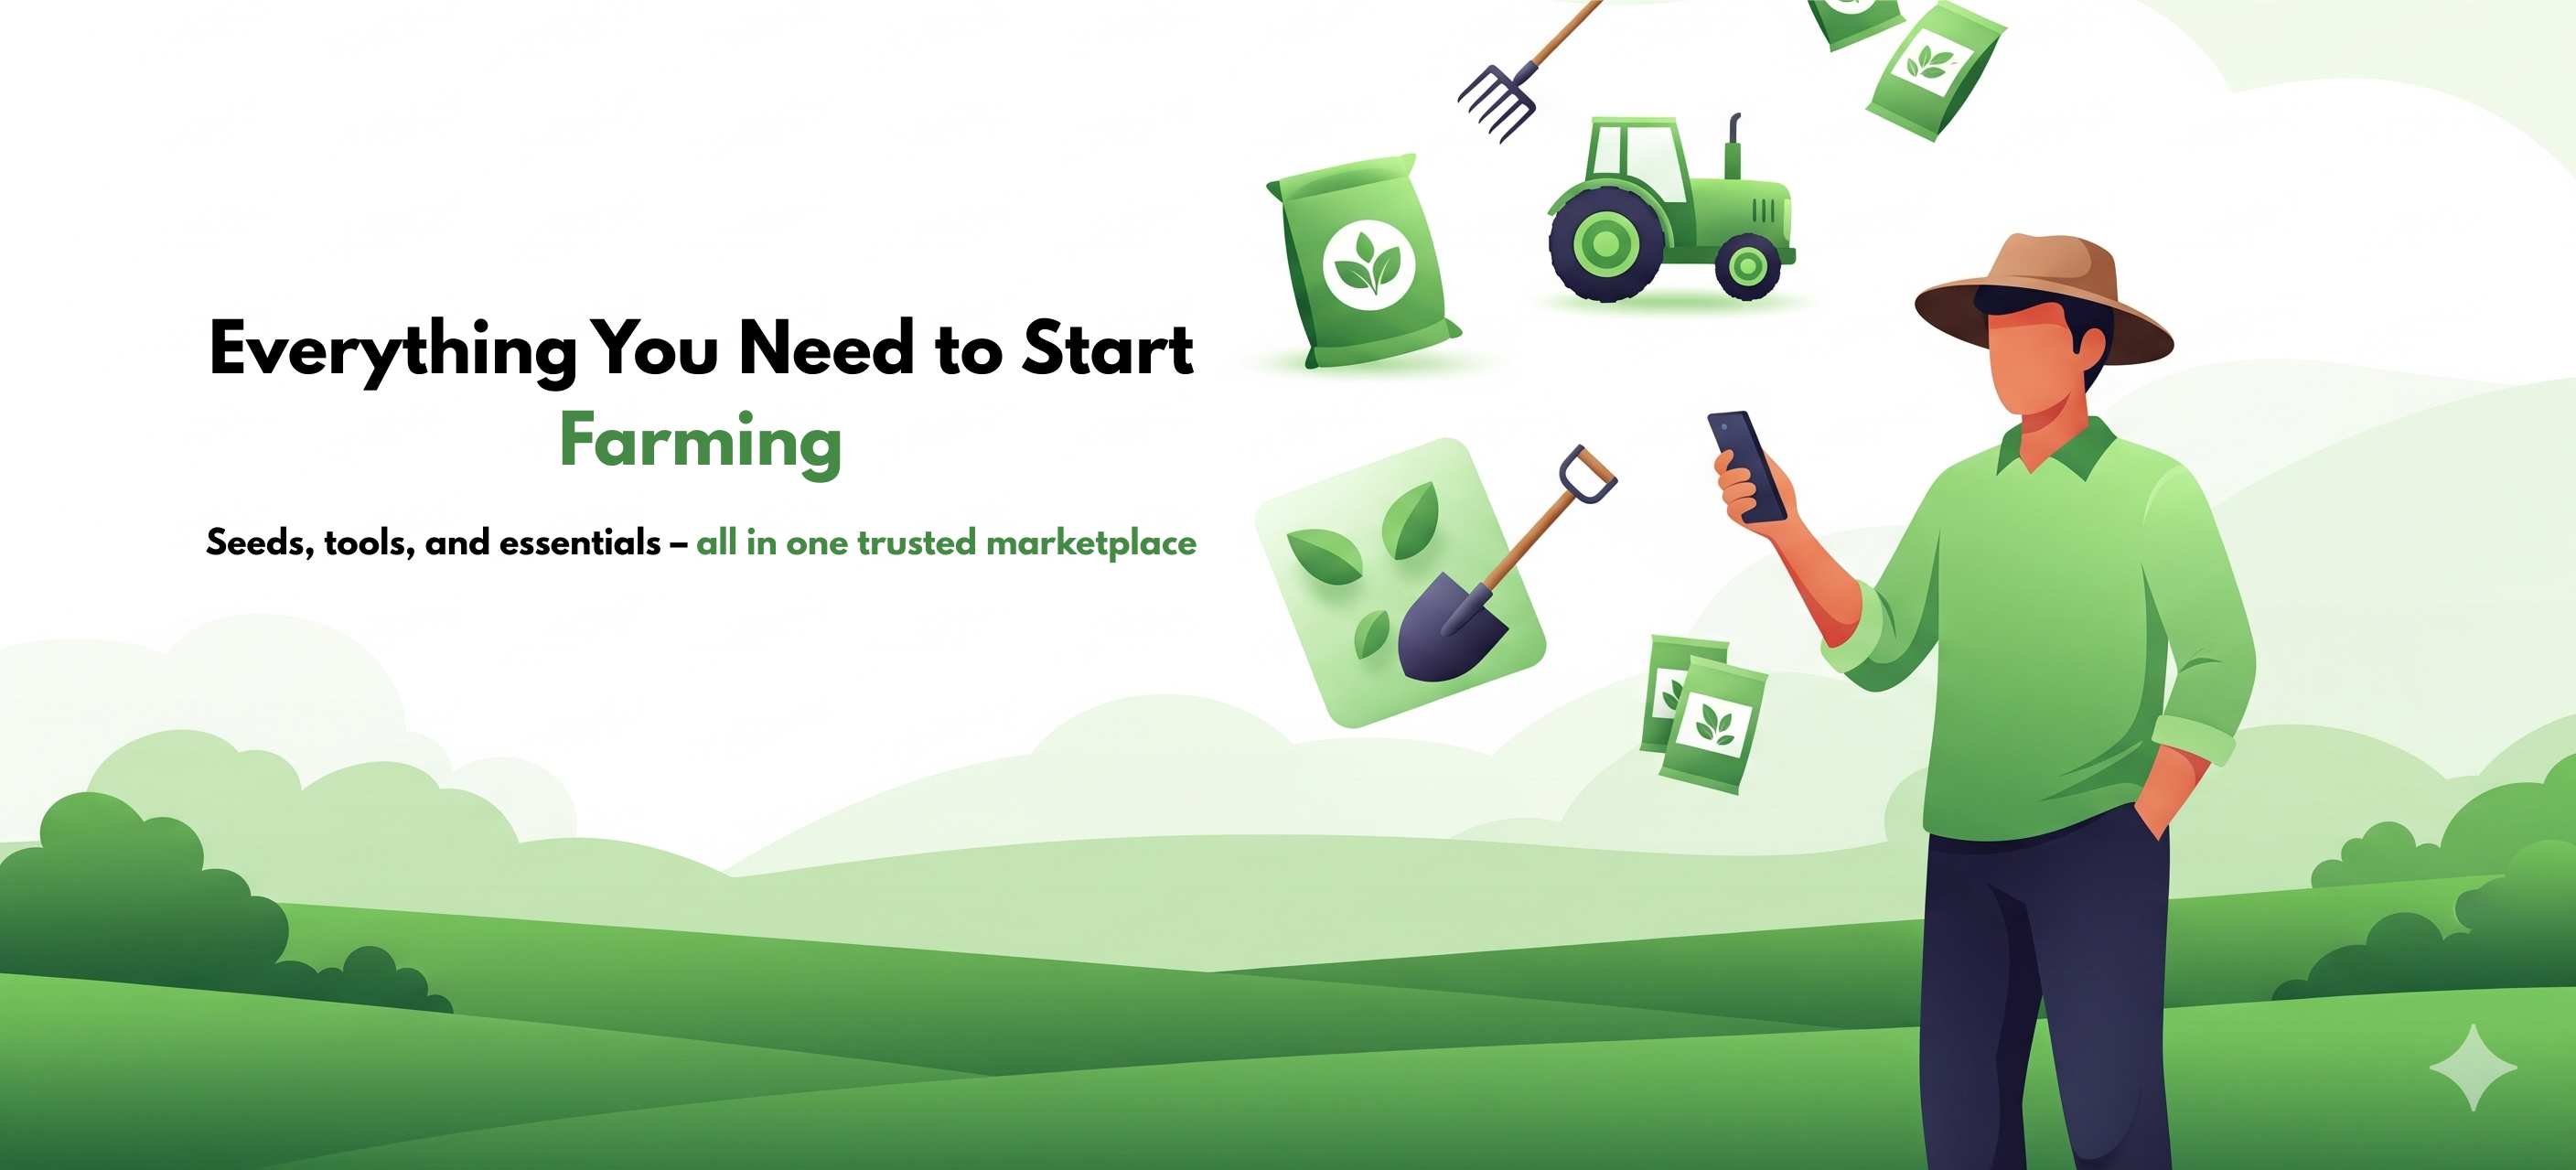 Everything You Need to Start
Farming
Seeds, tools, and essentials – all in one trusted marketplace